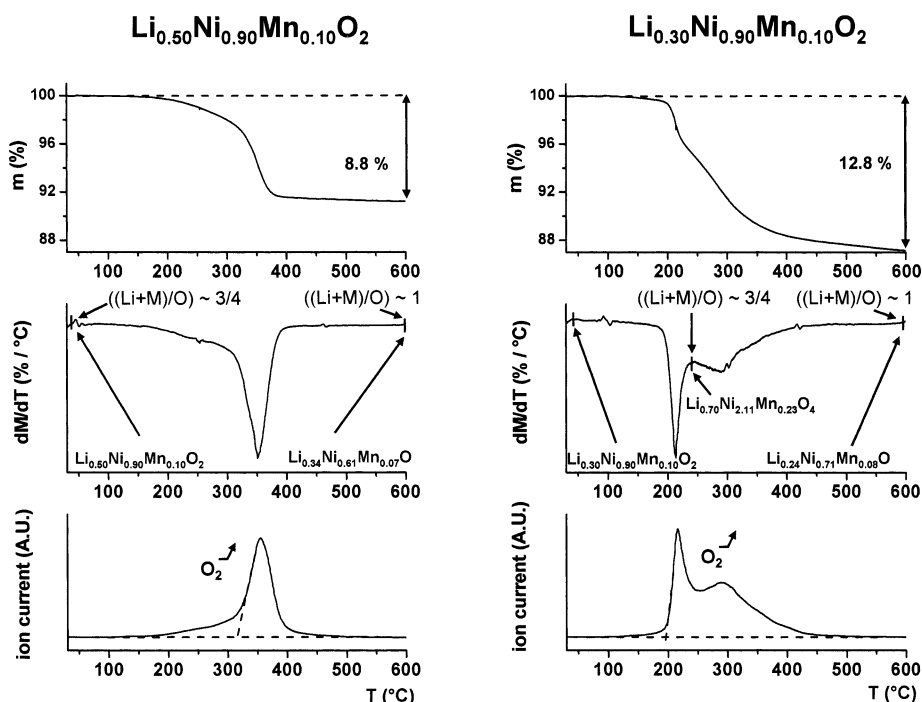 Li0.50Ni0.90Mn0.10O2
100
96
92
88
m (%)
8.8 %
100 200 300 400 500 600
((Li+M)/O) ~ 3/4
((Li+M)/O) ~ 1
dM/dT (% / °C)
Li0.50Ni0.90Mn0.10O2
Li0.34Ni0.61Mn0.07O
100 200 300 400 500 600
ion current (A.U.)
O2
100 200 300 400 500 600
T (°C)
Li0.30Ni0.90Mn0.10O2
100
96
92
88
m (%)
12.8 %
100 200 300 400 500 600
((Li+M)/O) ~ 3/4
((Li+M)/O) ~ 1
dM/dT (% / °C)
Li0.70Ni2.11Mn0.23O4
Li0.30Ni0.90Mn0.10O2
Li0.24Ni0.71Mn0.08O
100 200 300 400 500 600
ion current (A.U.)
O2
100 200 300 400 500 600
T (°C)